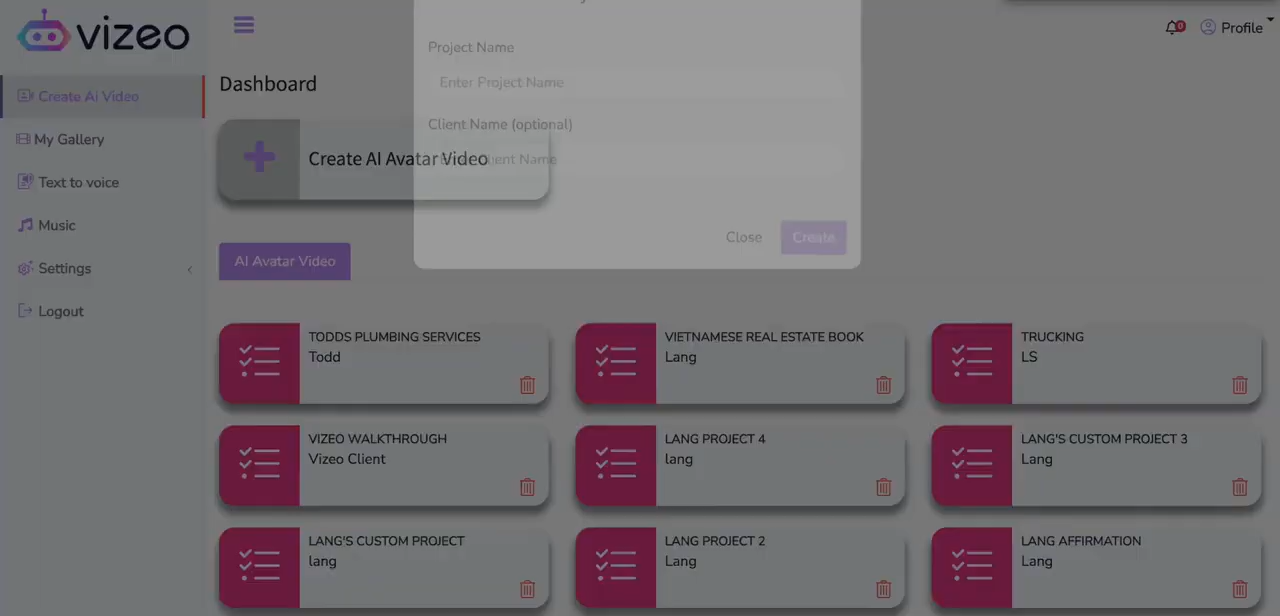 vizeo
0
Profile
Create Ai Video
My Gallery
Text to voice
Music
Settings
Logout
Dashboard
Project Name
Enter Project Name
Client Name (optional)
Client Name
Create AI Avatar Video
Close
Create
AI Avatar Video
TODDS PLUMBING SERVICES
Todd
VIETNAMESE REAL ESTATE BOOK
Lang
TRUCKING
LS
VIZEO WALKTHROUGH
Vizeo Client
LANG PROJECT 4
lang
LANG'S CUSTOM PROJECT 3
Lang
LANG'S CUSTOM PROJECT
lang
LANG PROJECT 2
Lang
LANG AFFIRMATION
Lang